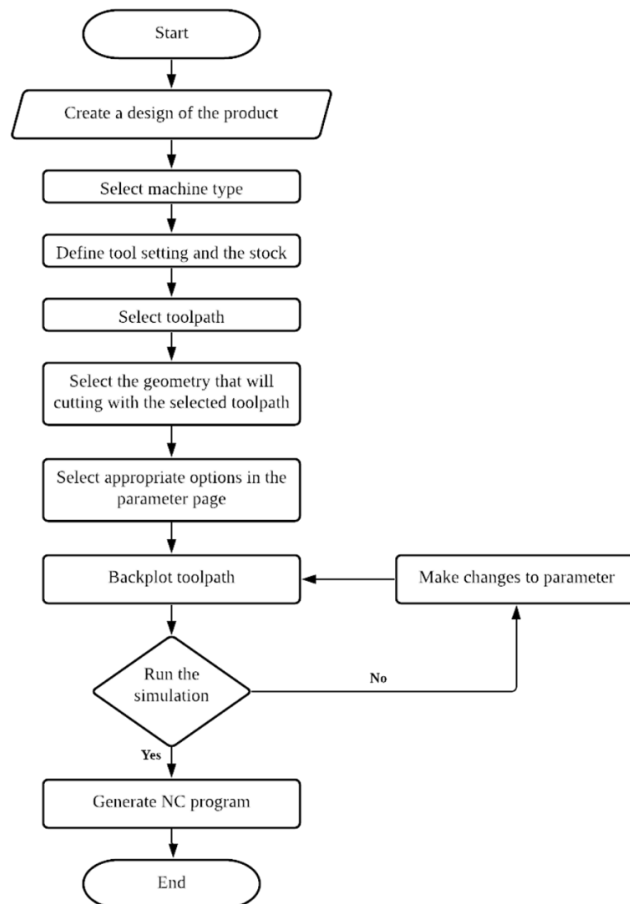 Start
Create a design of the product
Select machine type
Define tool setting and the stock
Select toolpath
Select the geometry that will
cutting with the selected toolpath
Select appropriate options in the
parameter page
Backplot toolpath
Make changes to parameter
Run the
simulation
No
Yes
Generate NC program
End